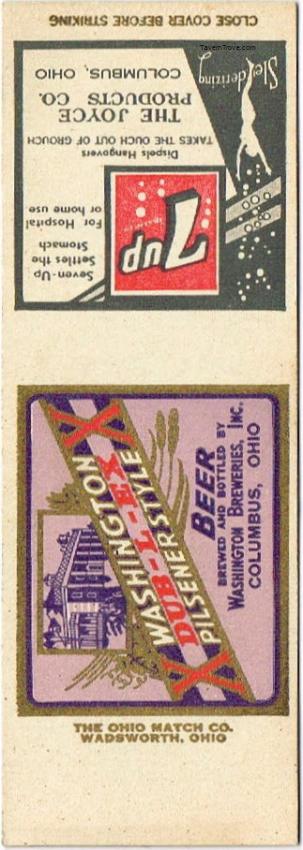 CLOSE COVER BEFORE STRIKING
TavernTrove.com
Slenderizing
THE JOYCE
PRODUCTS CO.
COLUMBUS, OHIO
Dispels Hangovers
TAKES THE OUCH OUT OF GROUCH
7up
Seven-Up
Settles the
Stomach
For Hospital
or home use
WASHINGTON
DUB-L-EX
PILSENER STYLE
X
X
BEER
BREWED AND BOTTLED BY
WASHINGTON BREWERIES, INC.
COLUMBUS, OHIO
THE OHIO MATCH CO.
WADSWORTH, OHIO